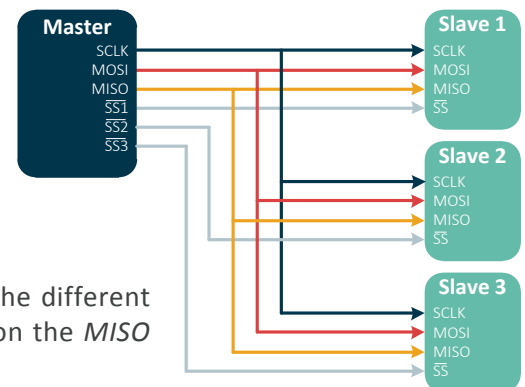 Master
SCLK
MOSI
MISO
SS1
SS2
SS3
Slave 1
SCLK
MOSI
MISO
SS
Slave 2
SCLK
MOSI
MISO
SS
Slave 3
SCLK
MOSI
MISO
SS
he different
on the MISO